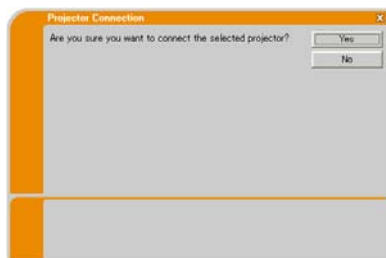 Projector Connection X
Are you sure you want to connect the selected projector?
Yes
No